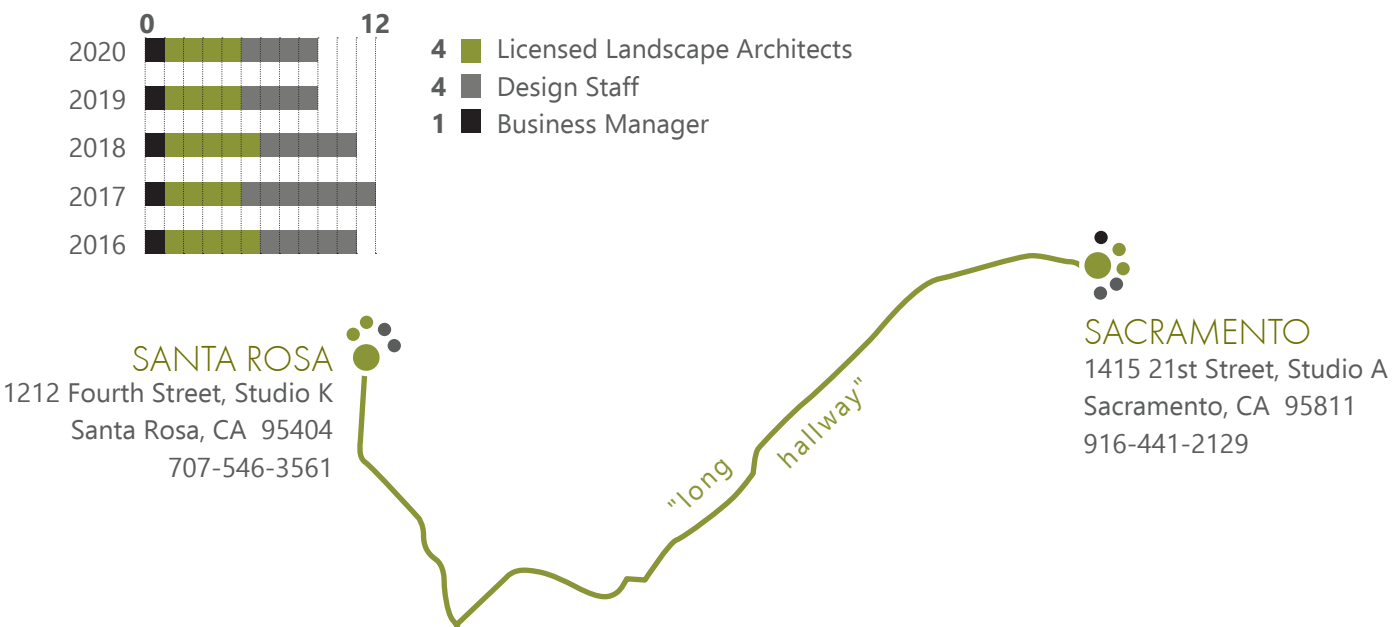 0 12
2020
2019
2018
2017
2016
4 Licensed Landscape Architects
4 Design Staff
1 Business Manager
SANTA ROSA
1212 Fourth Street, Studio K
Santa Rosa, CA 95404
707-546-3561
"long
hallway"
SACRAMENTO
1415 21st Street, Studio A
Sacramento, CA 95811
916-441-2129